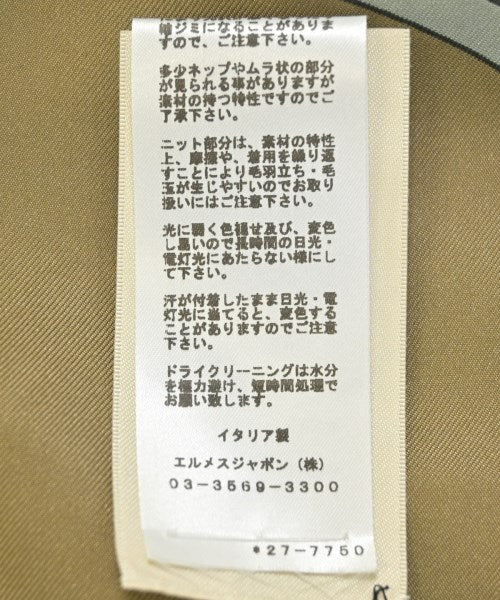 輪ジミになることがありま
すので、ご注意下さい。
多少ネップやムラ状の部分
が見られる事がありますが
素材の持つ特性ですのでご
了承下さい。
ニット部分は、素材の特性
上、摩擦や、着用を繰り返
すことにより毛羽立ち・毛
玉が生じやすいのでお取り
扱いにはご注意下さい。
光に弱く色褪せ及び、変色
し易いので長時間の日光・
電灯光にあたらない様にし
て下さい。
汗が付着したまま日光・電
灯光に当てると、変色する
ことがありますのでご注意
下さい。
ドライクリーニングは水分
を極力避け、短時間処理で
お願い致します。
イタリア製
エルメスジャポン（株）
03-3569-3300
*27-7750